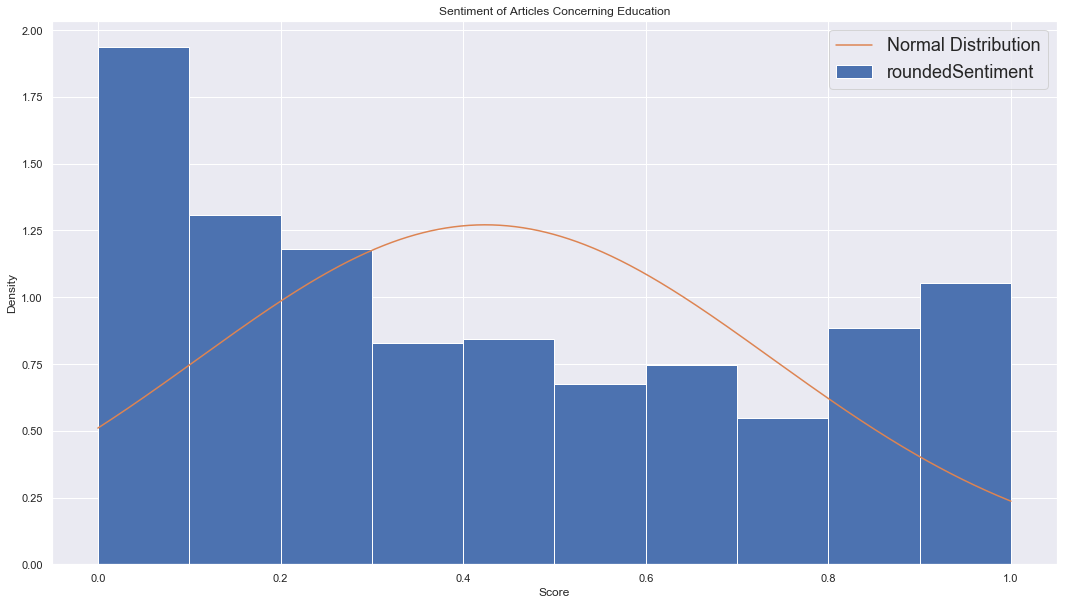 Sentiment of Articles Concerning Education
Normal Distribution
roundedSentiment
2.00
1.75
1.50
1.25
1.00
0.75
0.50
0.25
0.00
Density
0.0 0.2 0.4 0.6 0.8 1.0
Score